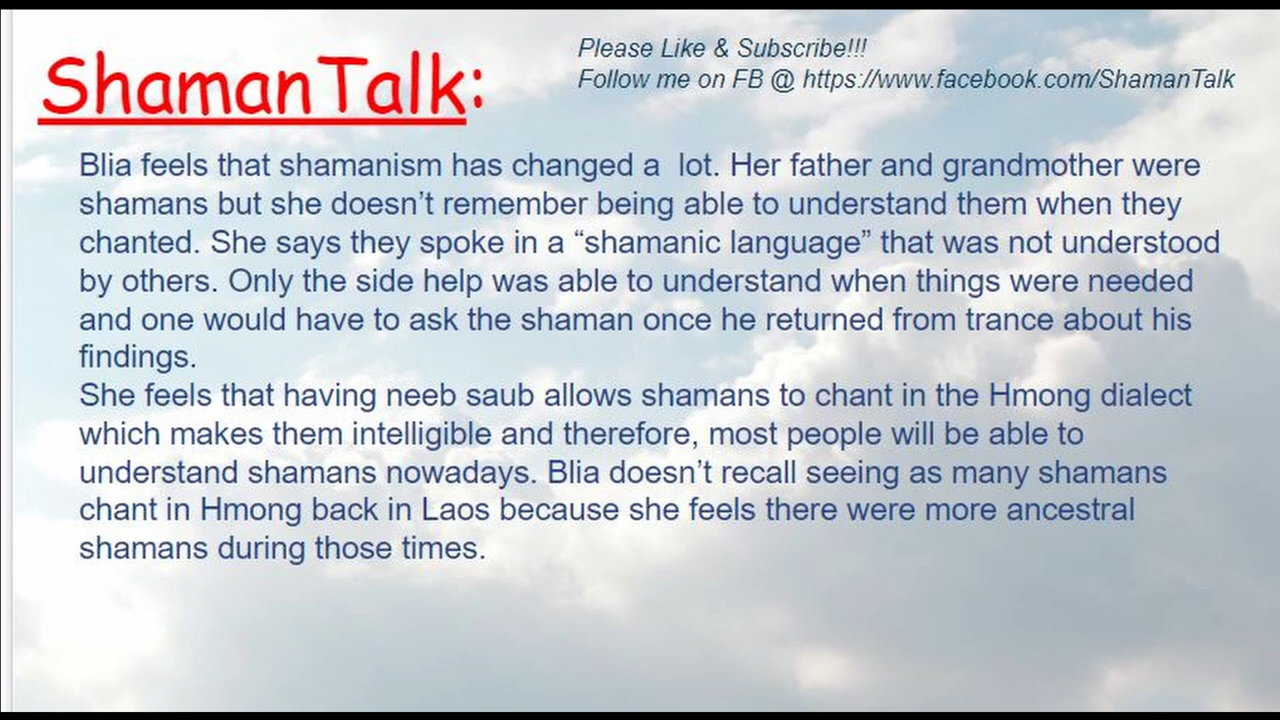 ShamanTalk:
Please Like & Subscribe!!!
Follow me on FB @ https://www.facebook.com/ShamanTalk
Blia feels that shamanism has changed a  lot. Her father and grandmother were
shamans but she doesn’t remember being able to understand them when they
chanted. She says they spoke in a “shamanic language” that was not understood
by others. Only the side help was able to understand when things were needed
and one would have to ask the shaman once he returned from trance about his
findings.
She feels that having neeb saub allows shamans to chant in the Hmong dialect
which makes them intelligible and therefore, most people will be able to
understand shamans nowadays. Blia doesn’t recall seeing as many shamans
chant in Hmong back in Laos because she feels there were more ancestral
shamans during those times.